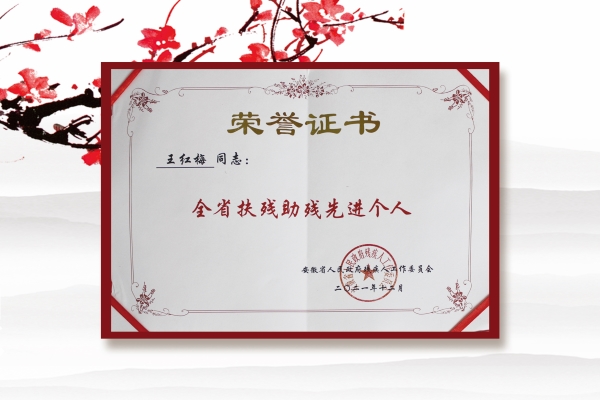 荣誉证书
王红梅 同志：
全省扶残助残先进个人
安徽省人民政府残疾人工作委员会
二〇二一年十二月